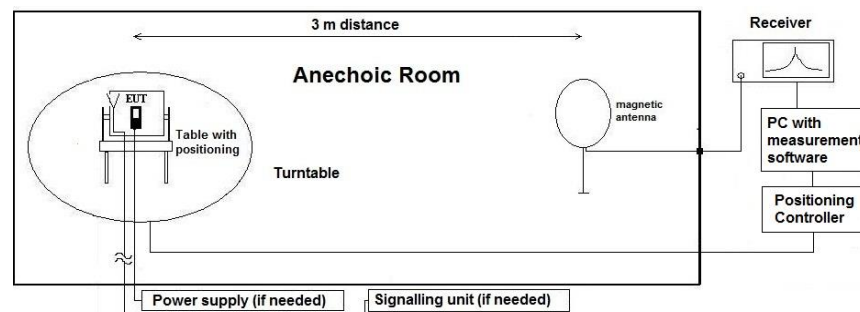 3 m distance
Receiver
Anechoic Room
EUT
Table with
positioning
magnetic
antenna
Turntable
PC with
measurement
software
Positioning
Controller
Power supply (if needed)
Signalling unit (if needed)